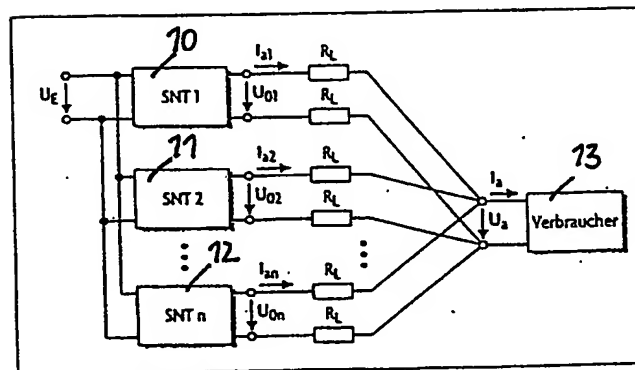 10
I_a1
R_L
U_E
SNT 1
U_01
R_L
11
I_a2
R_L
13
SNT 2
U_02
R_L
I_a
U_a
Verbraucher
12
I_an
R_L
SNT n
U_0n
R_L